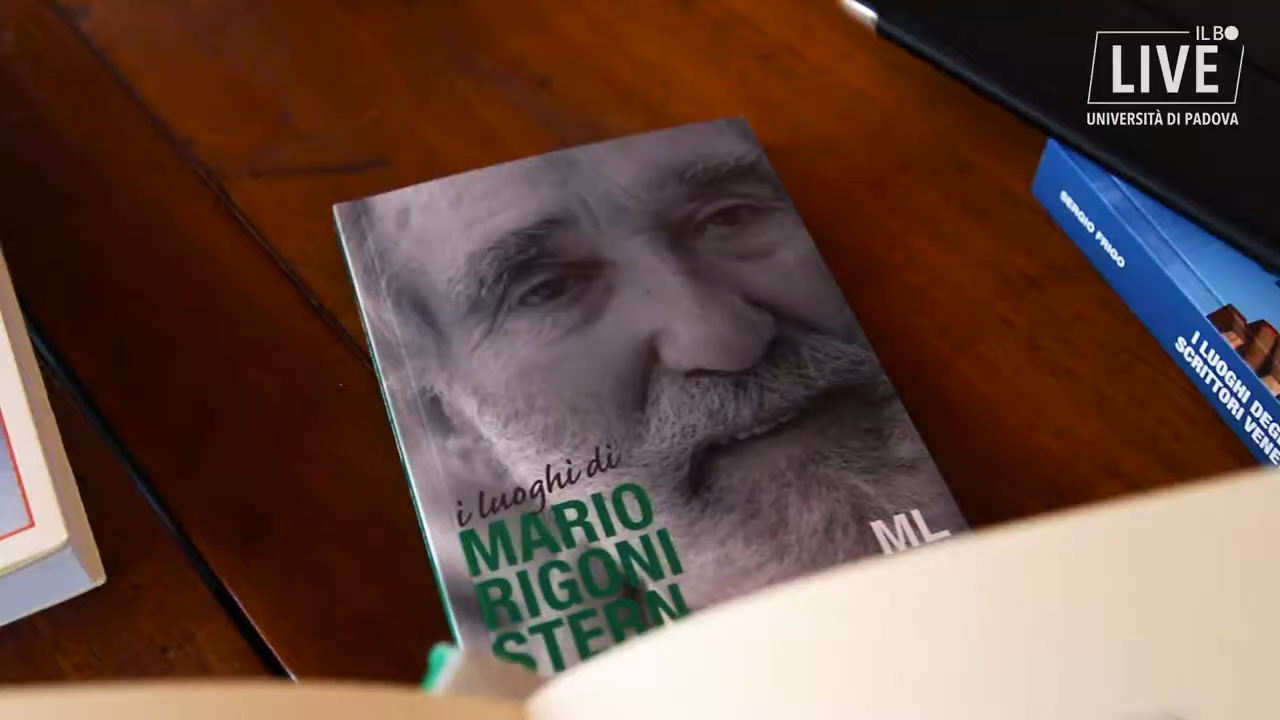 IL BO
LIVE
UNIVERSITÀ DI PADOVA
SERGIO FRIGO
I LUOGHI DEG
SCRITTORI VENE
i luoghi di
MARIO
RIGONI
STERN
ML